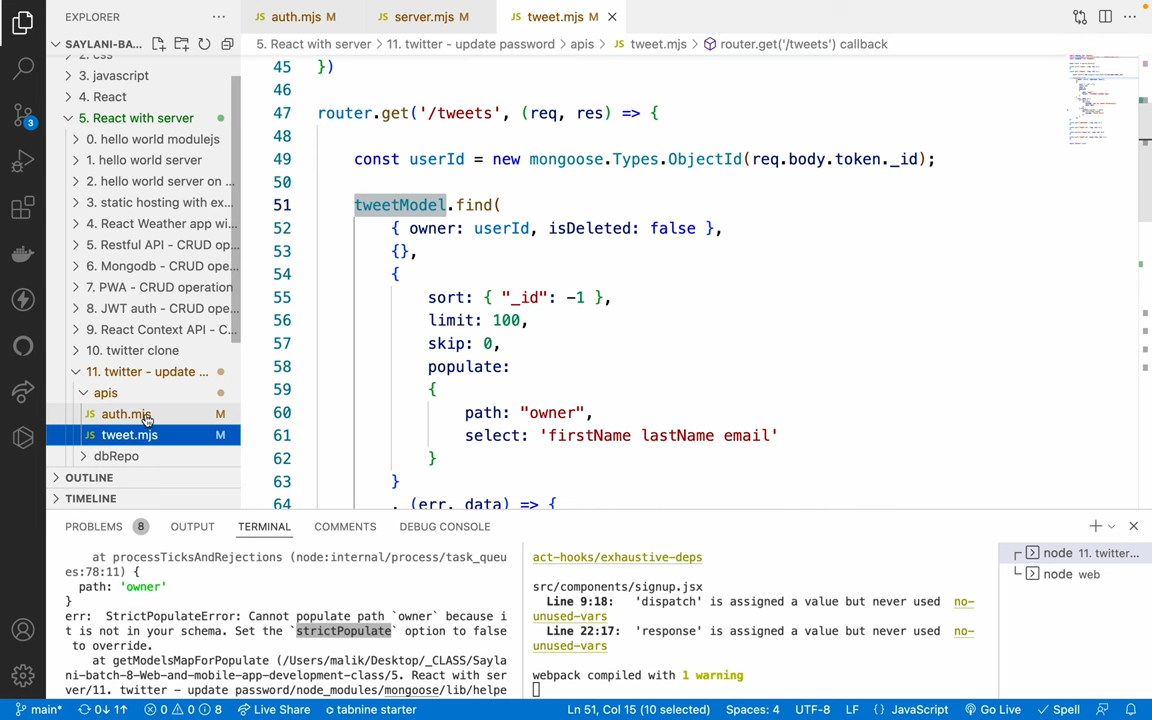 EXPLORER
auth.mjs M
server.mjs M
tweet.mjs M
SAYLANI-BA...
5. React with server > 11. twitter - update password > apis > JS tweet.mjs > router.get('/tweets') callback
2. css
3. javascript
4. React
5. React with server
0. hello world modulejs
1. hello world server
2. hello world server on ...
3. static hosting with ex...
4. React Weather app wi...
5. Restful API - CRUD op...
6. Mongodb - CRUD ope...
7. PWA - CRUD operation
8. JWT auth - CRUD ope...
9. React Context API - C...
10. twitter clone
11. twitter - update ...
apis
JS auth.mjs M
JS tweet.mjs M
dbRepo
OUTLINE
TIMELINE
45 })
46
47 router.get('/tweets', (req, res) => {
48
49 const userId = new mongoose.Types.ObjectId(req.body.token._id);
50
51 tweetModel.find(
52 { owner: userId, isDeleted: false },
53 {},
54 {
55 sort: { "_id": -1 },
56 limit: 100,
57 skip: 0,
58 populate:
59 {
60 path: "owner",
61 select: 'firstName lastName email'
62 }
63 }
64 , (err, data) => {
PROBLEMS 8 OUTPUT TERMINAL COMMENTS DEBUG CONSOLE
at processTicksAndRejections (node:internal/process/task_queu
es:78:11) {
path: 'owner'
}
err: StrictPopulateError: Cannot populate path `owner` because i
t is not in your schema. Set the `strictPopulate` option to false
to override.
at getModelsMapForPopulate (/Users/malik/Desktop/_CLASS/Sayla
ni-batch-8-Web-and-mobile-app-development-class/5. React with ser
ver/11. twitter - update password/node_modules/mongoose/lib/helpe
act-hooks/exhaustive-deps
src/components/signup.jsx
Line 9:18: 'dispatch' is assigned a value but never used no-
unused-vars
Line 22:17: 'response' is assigned a value but never used no-
unused-vars
webpack compiled with 1 warning
node 11. twitter...
node web
3
main* 0↓ 1↑ 0 0 8 Live Share tabnine starter Ln 51, Col 15 (10 selected) Spaces: 4 UTF-8 LF {} JavaScript Go Live Spell